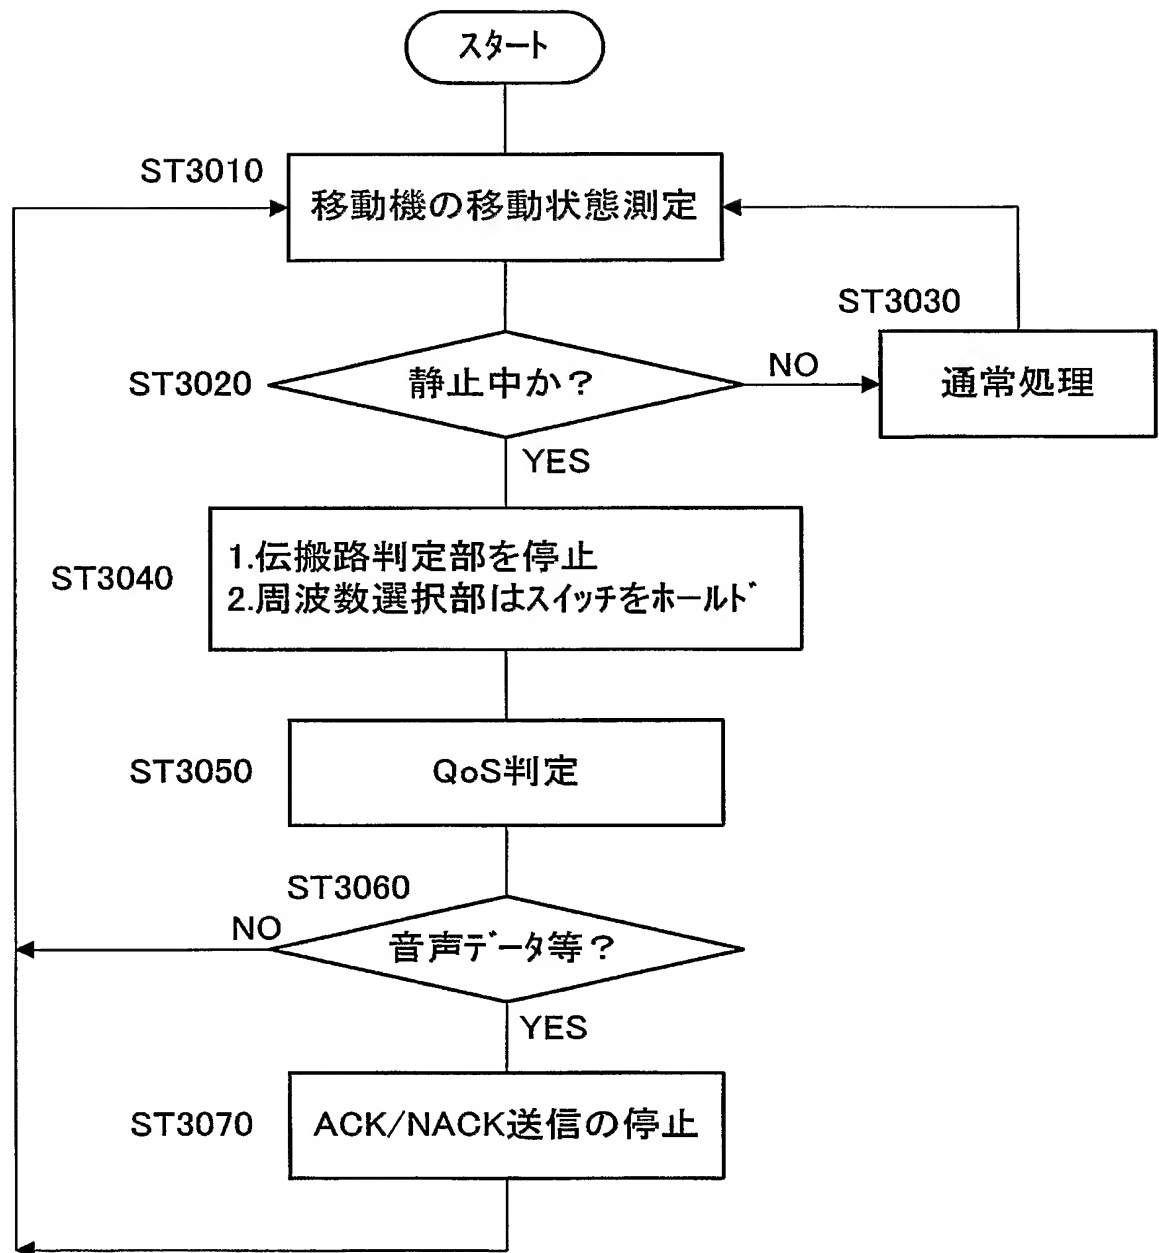 スタート
ST3010
移動機の移動状態測定
ST3030
ST3020
静止中か?
NO
通常処理
YES
ST3040
1.伝搬路判定部を停止
2.周波数選択部はスイッチをホールド
ST3050
QoS判定
ST3060
NO
音声データ等?
YES
ST3070
ACK/NACK送信の停止